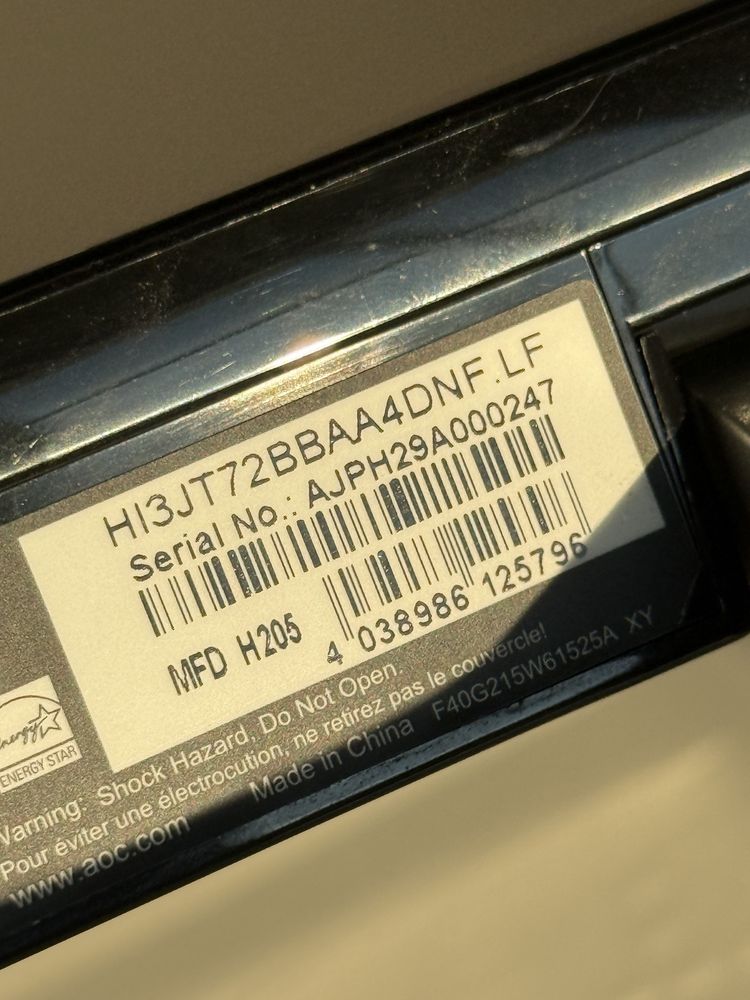 HI3JT72BBAA4DNF.LF
Serial No.: AJPH29A000247
MFD H205
4 038986 125796
energy
ENERGY STAR
Warning: Shock Hazard, Do Not Open.
Pour éviter une électrocution, ne retirez pas le couvercle!
www.aoc.com Made in China F40G215W61525A XY